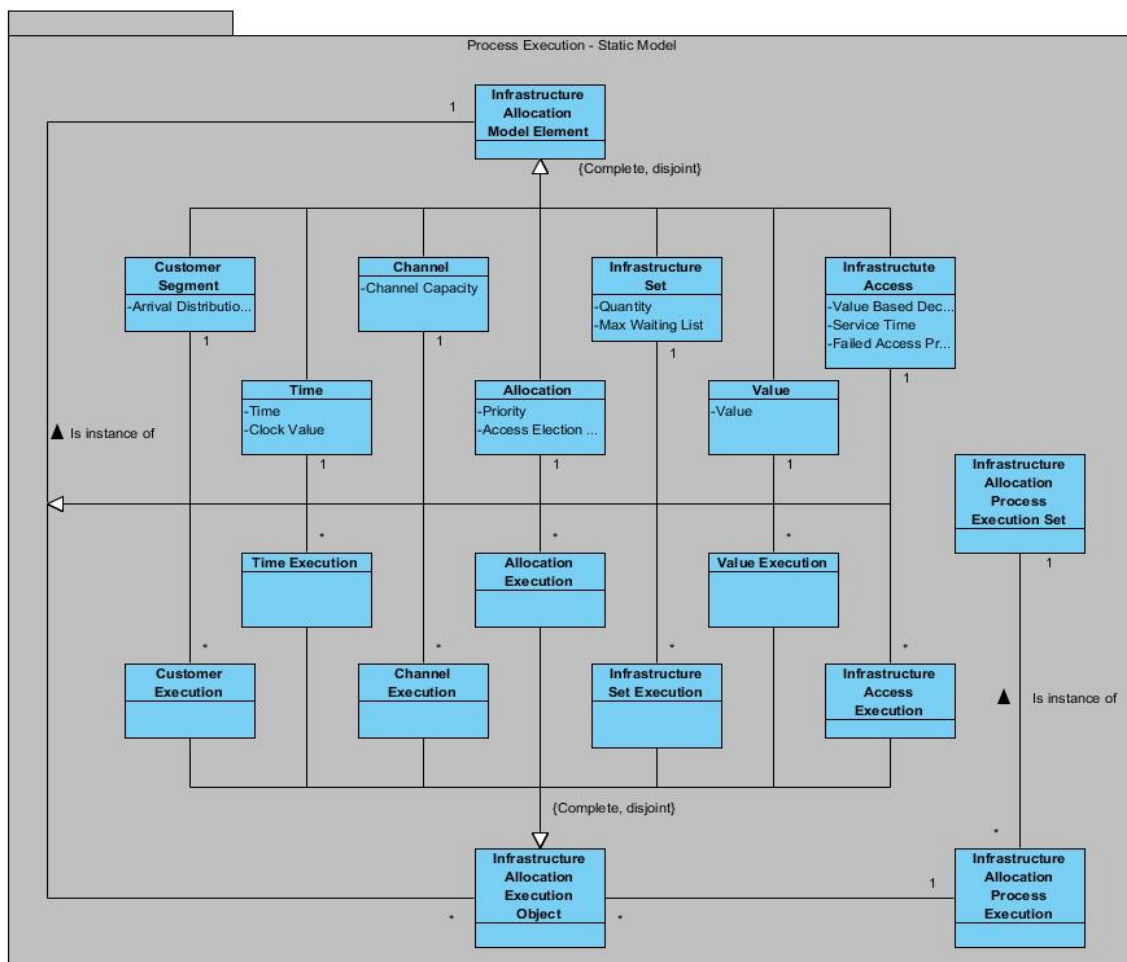 Process Execution - Static Model
1
Infrastructure
Allocation
Model Element
{Complete, disjoint}
Customer
Segment
-Arrival Distributio...
1
Channel
-Channel Capacity
1
Infrastructure
Set
-Quantity
-Max Waiting List
1
Infrastructute
Access
-Value Based Dec...
-Service Time
-Failed Access Pr...
1
Time
-Time
-Clock Value
1
Allocation
-Priority
-Access Election ...
1
Value
-Value
1
▲ Is instance of
Infrastructure
Allocation
Process
Execution Set
1
*
Time Execution
*
Allocation
Execution
*
Value Execution
*
Customer
Execution
*
Channel
Execution
*
Infrastructure
Set Execution
*
Infrastructure
Access
Execution
▲ Is instance of
{Complete, disjoint}
*
Infrastructure
Allocation
Execution
Object
*
1
*
Infrastructure
Allocation
Process
Execution